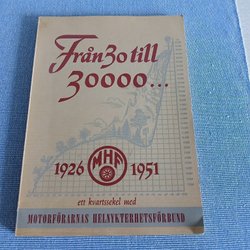 Från 30 till
30000...
1926 MHF 1951
ett kvartssekel med
MOTORFÖRARNAS HELNYKTERHETSFÖRBUND